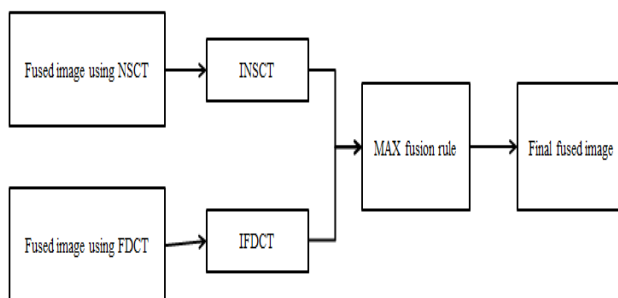 Fused image using NSCT
INSCT
MAX fusion rule
Final fused image
Fused image using FDCT
IFDCT